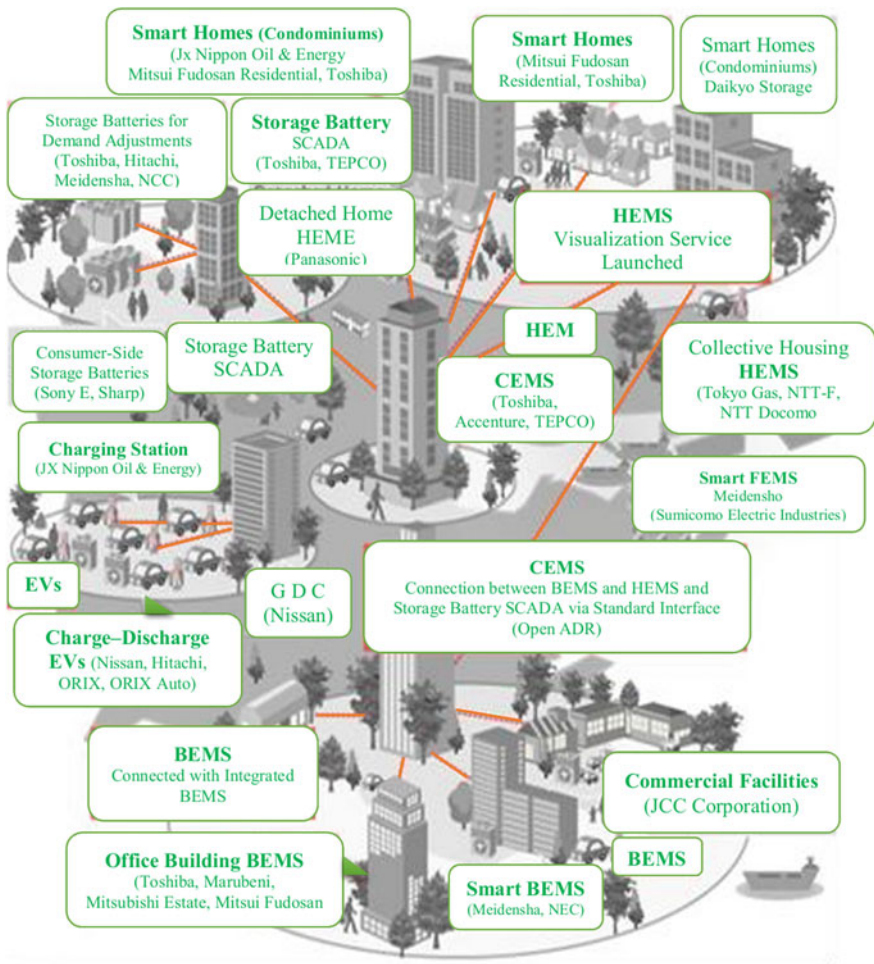 Smart Homes (Condominiums)
(Jx Nippon Oil & Energy
Mitsui Fudosan Residential, Toshiba)
Smart Homes
(Mitsui Fudosan
Residential, Toshiba)
Smart Homes
(Condominiums)
Daikyo Storage
Storage Batteries for
Demand Adjustments
(Toshiba, Hitachi,
Meidensha, NCC)
Storage Battery
SCADA
(Toshiba, TEPCO)
Detached Home
HEME
(Panasonic)
HEMS
Visualization Service
Launched
HEM
Consumer-Side
Storage Batteries
(Sony E, Sharp)
Storage Battery
SCADA
CEMS
(Toshiba,
Accenture, TEPCO)
Collective Housing
HEMS
(Tokyo Gas, NTT-F,
NTT Docomo
Charging Station
(JX Nippon Oil & Energy)
Smart FEMS
Meidensho
(Sumicomo Electric Industries)
EVs
G D C
(Nissan)
CEMS
Connection between BEMS and HEMS and
Storage Battery SCADA via Standard Interface
(Open ADR)
Charge–Discharge
EVs (Nissan, Hitachi,
ORIX, ORIX Auto)
BEMS
Connected with Integrated
BEMS
Commercial Facilities
(JCC Corporation)
BEMS
Office Building BEMS
(Toshiba, Marubeni,
Mitsubishi Estate, Mitsui Fudosan
Smart BEMS
(Meidensha, NEC)